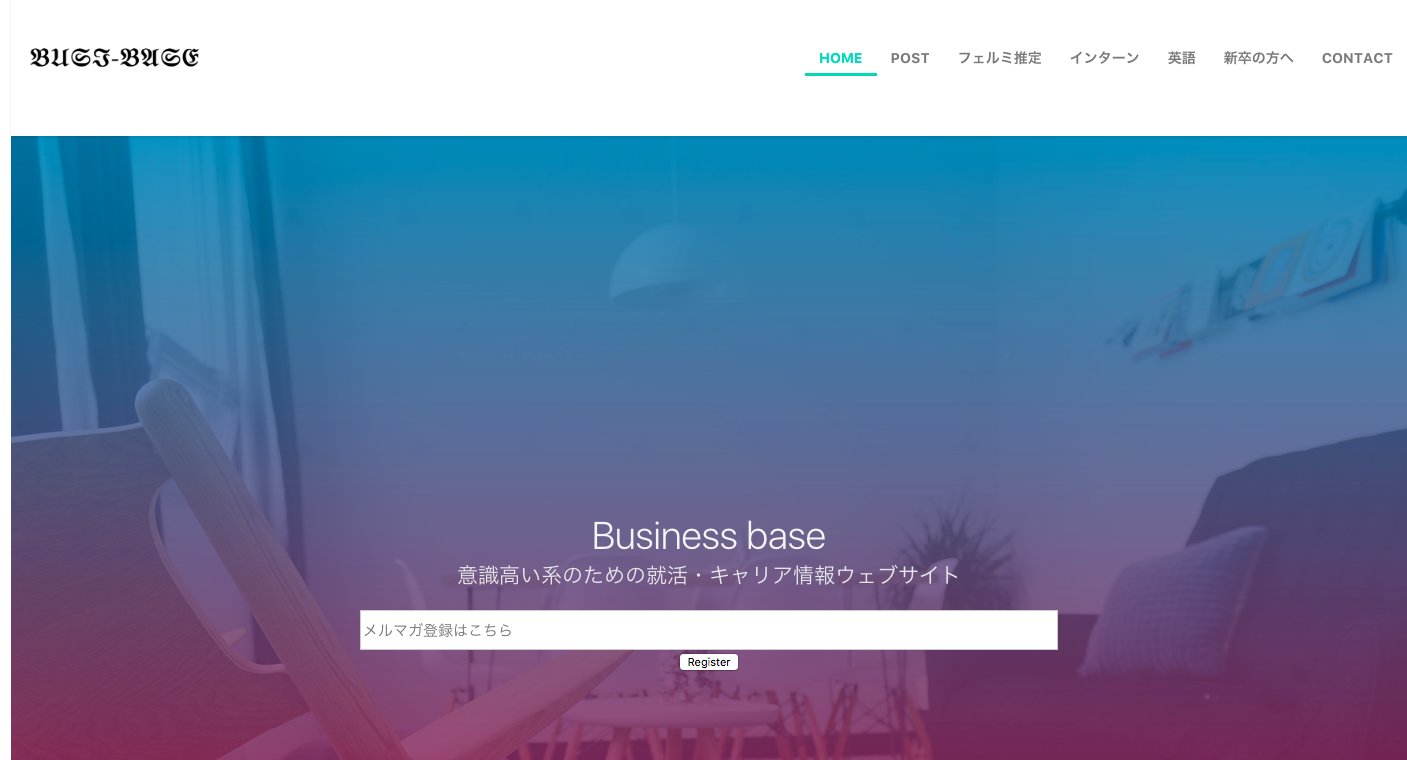 BUSI-BASE
HOME POST フェルミ推定 インターン 英語 新卒の方へ CONTACT
Business base
意識高い系のための就活・キャリア情報ウェブサイト
メルマガ登録はこちら
Register